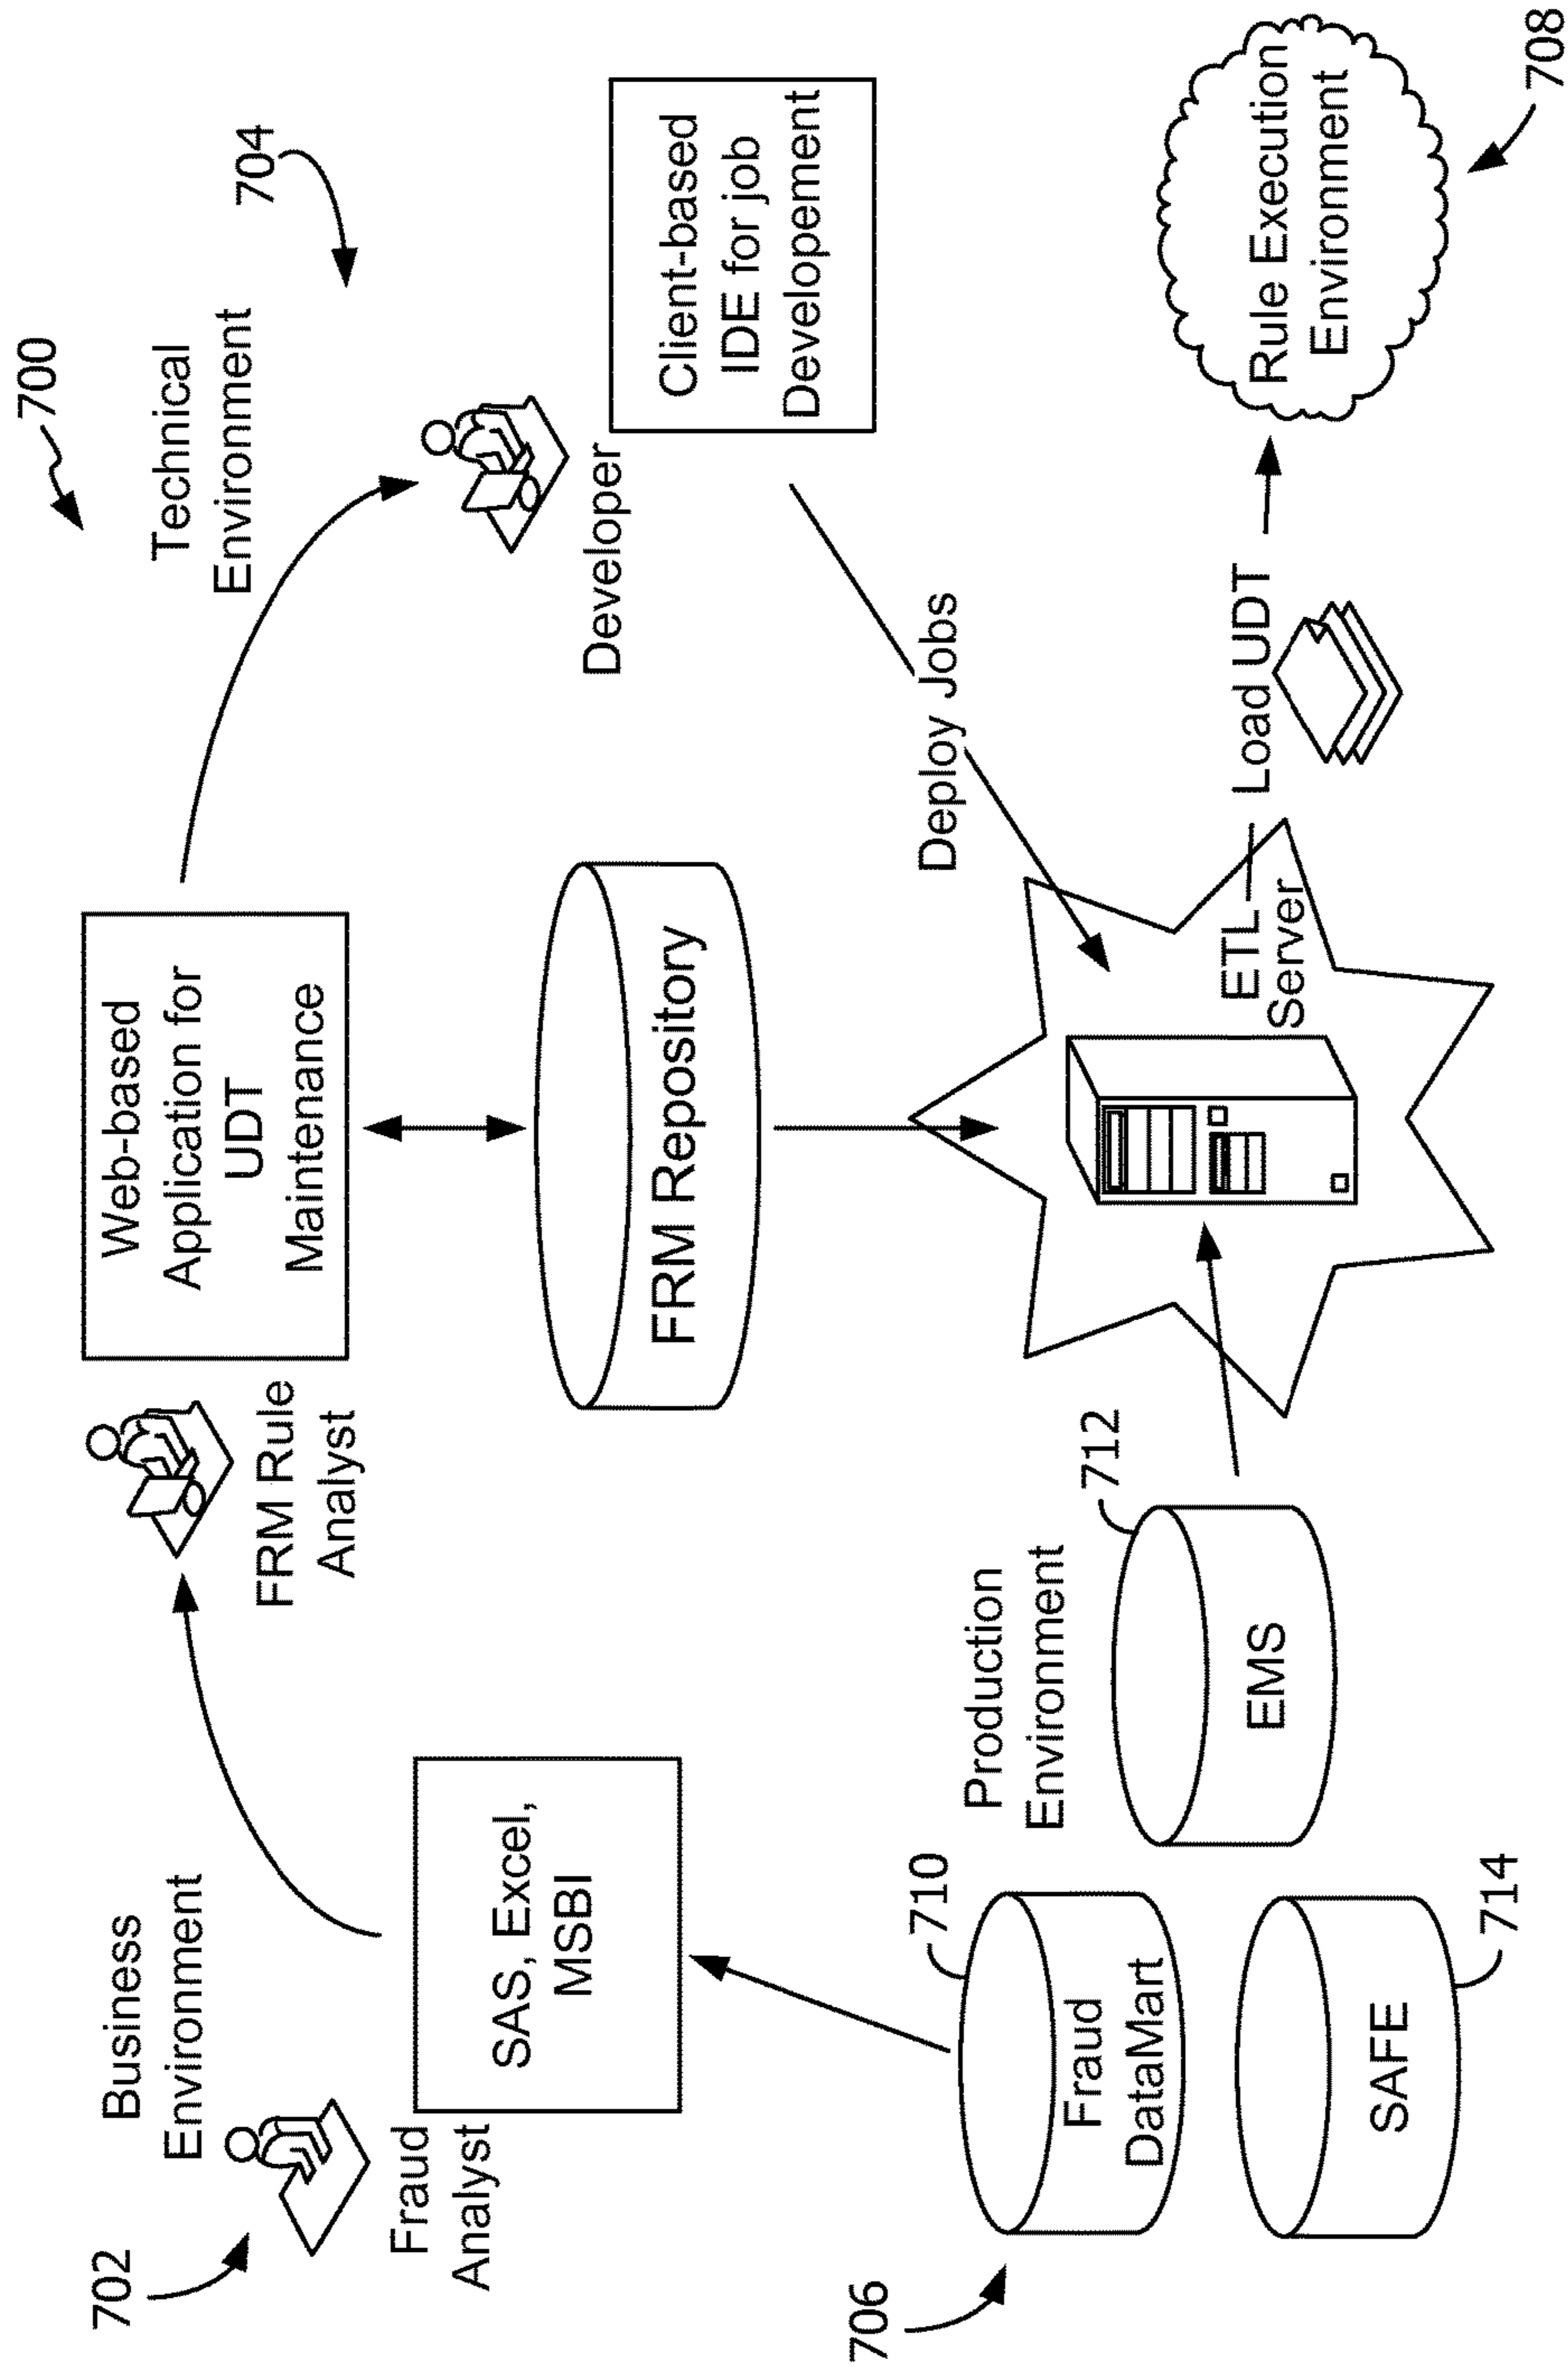 700
702
Business
Environment
Fraud
Analyst
SAS, Excel,
MSBI
FRM Rule
Analyst
Web-based
Application for
UDT
Maintenance
FRM Repository
Technical
Environment
704
Developer
Client-based
IDE for job
Developement
Deploy Jobs
706
710
Fraud
DataMart
714
SAFE
Production
Environment
712
EMS
ETL
Server
Load UDT
Rule Execution
Environment
708